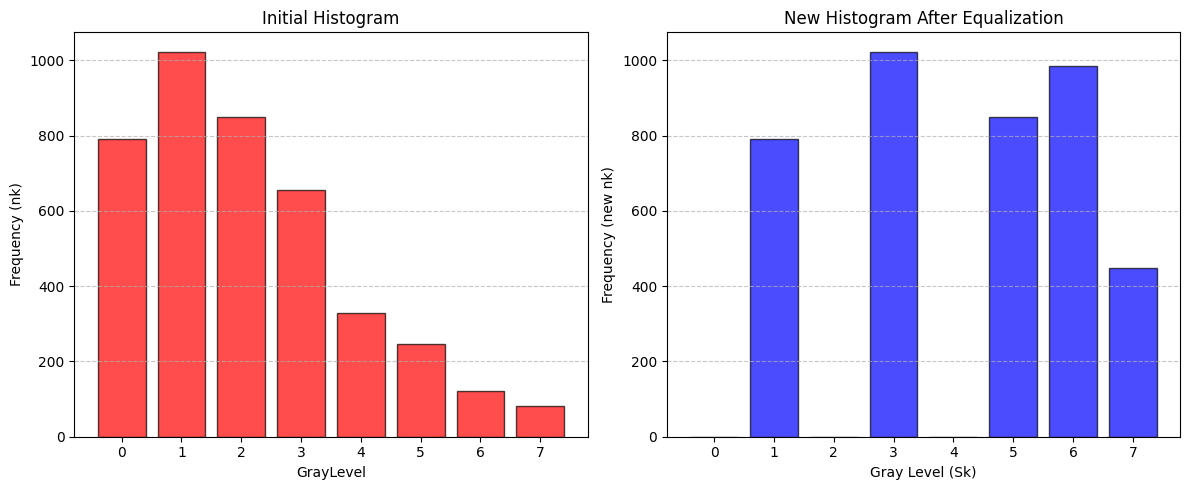 Initial Histogram
Frequency (nk)
1000
800
600
400
200
0
0 1 2 3 4 5 6 7
GrayLevel
New Histogram After Equalization
Frequency (new nk)
1000
800
600
400
200
0
0 1 2 3 4 5 6 7
Gray Level (Sk)